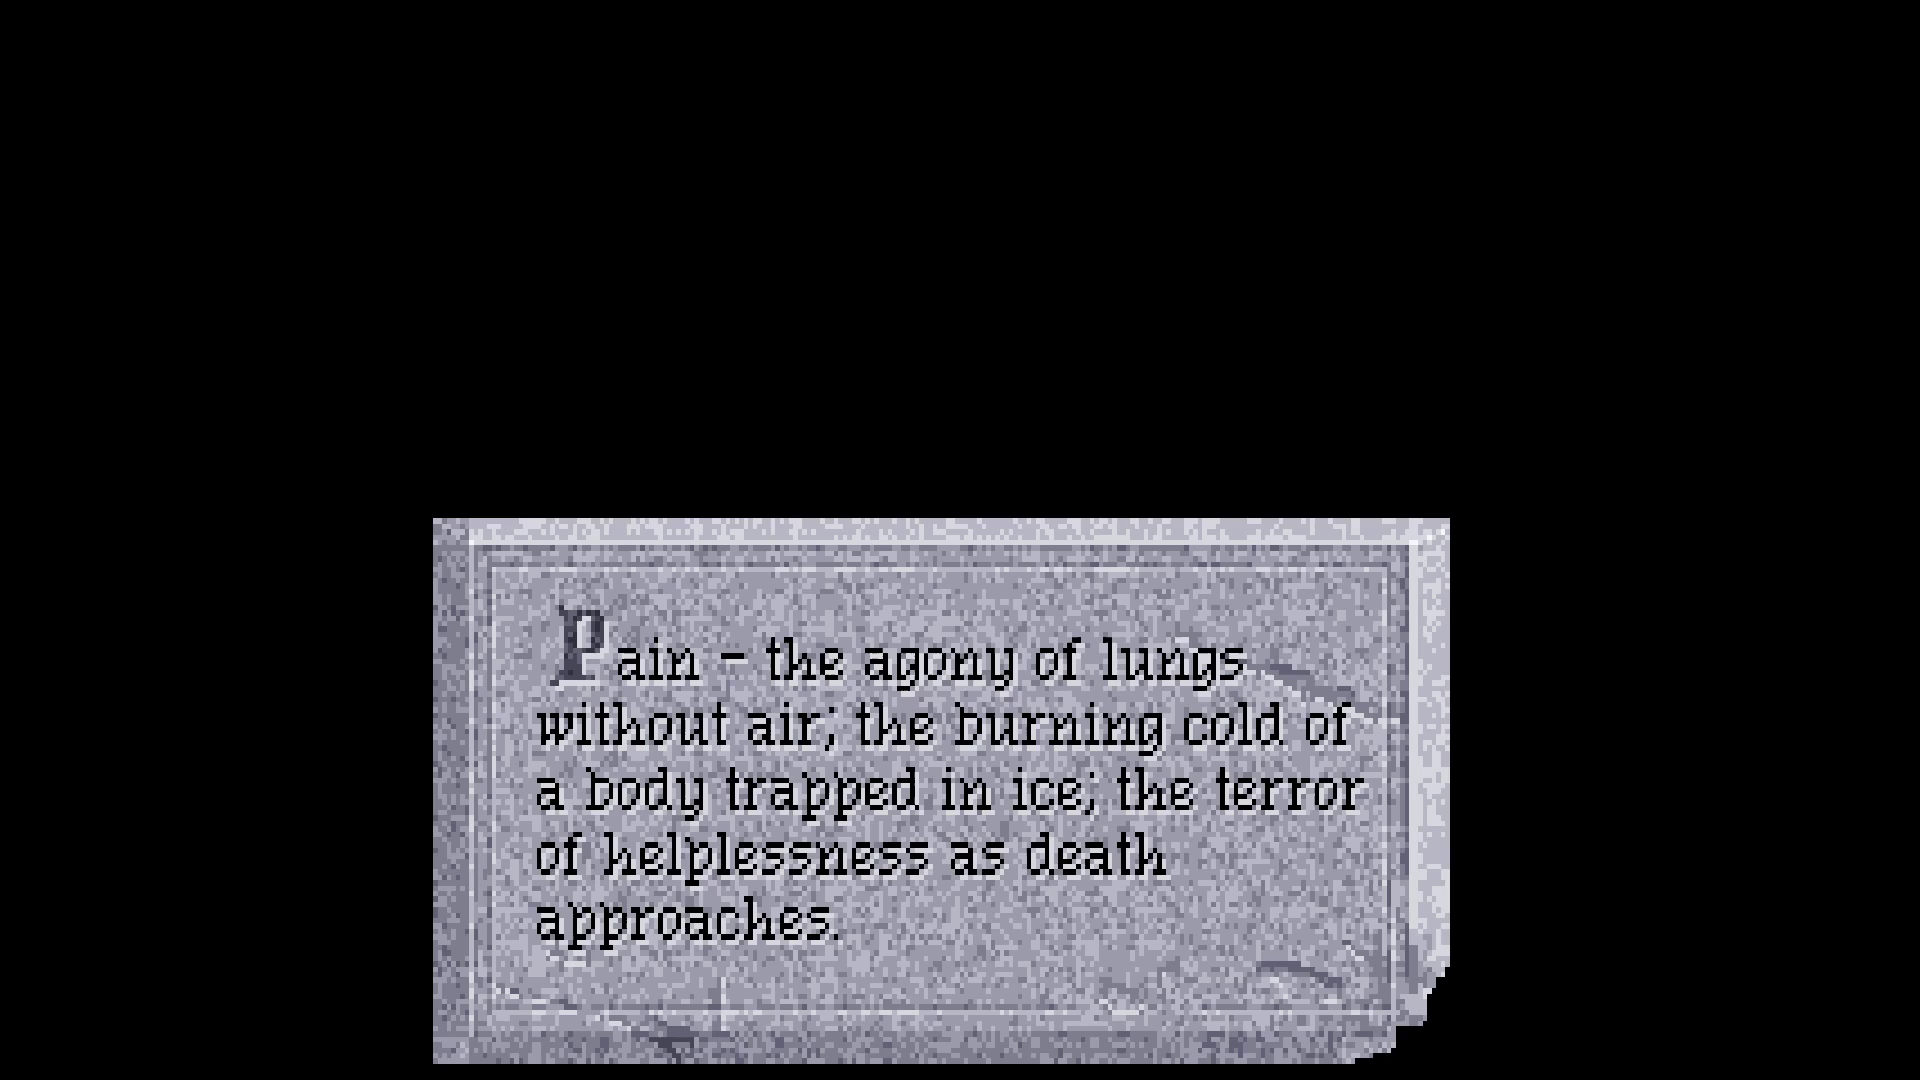 Pain - the agony of lungs
without air; the burning cold of
a body trapped in ice; the terror
of helplessness as death
approaches.